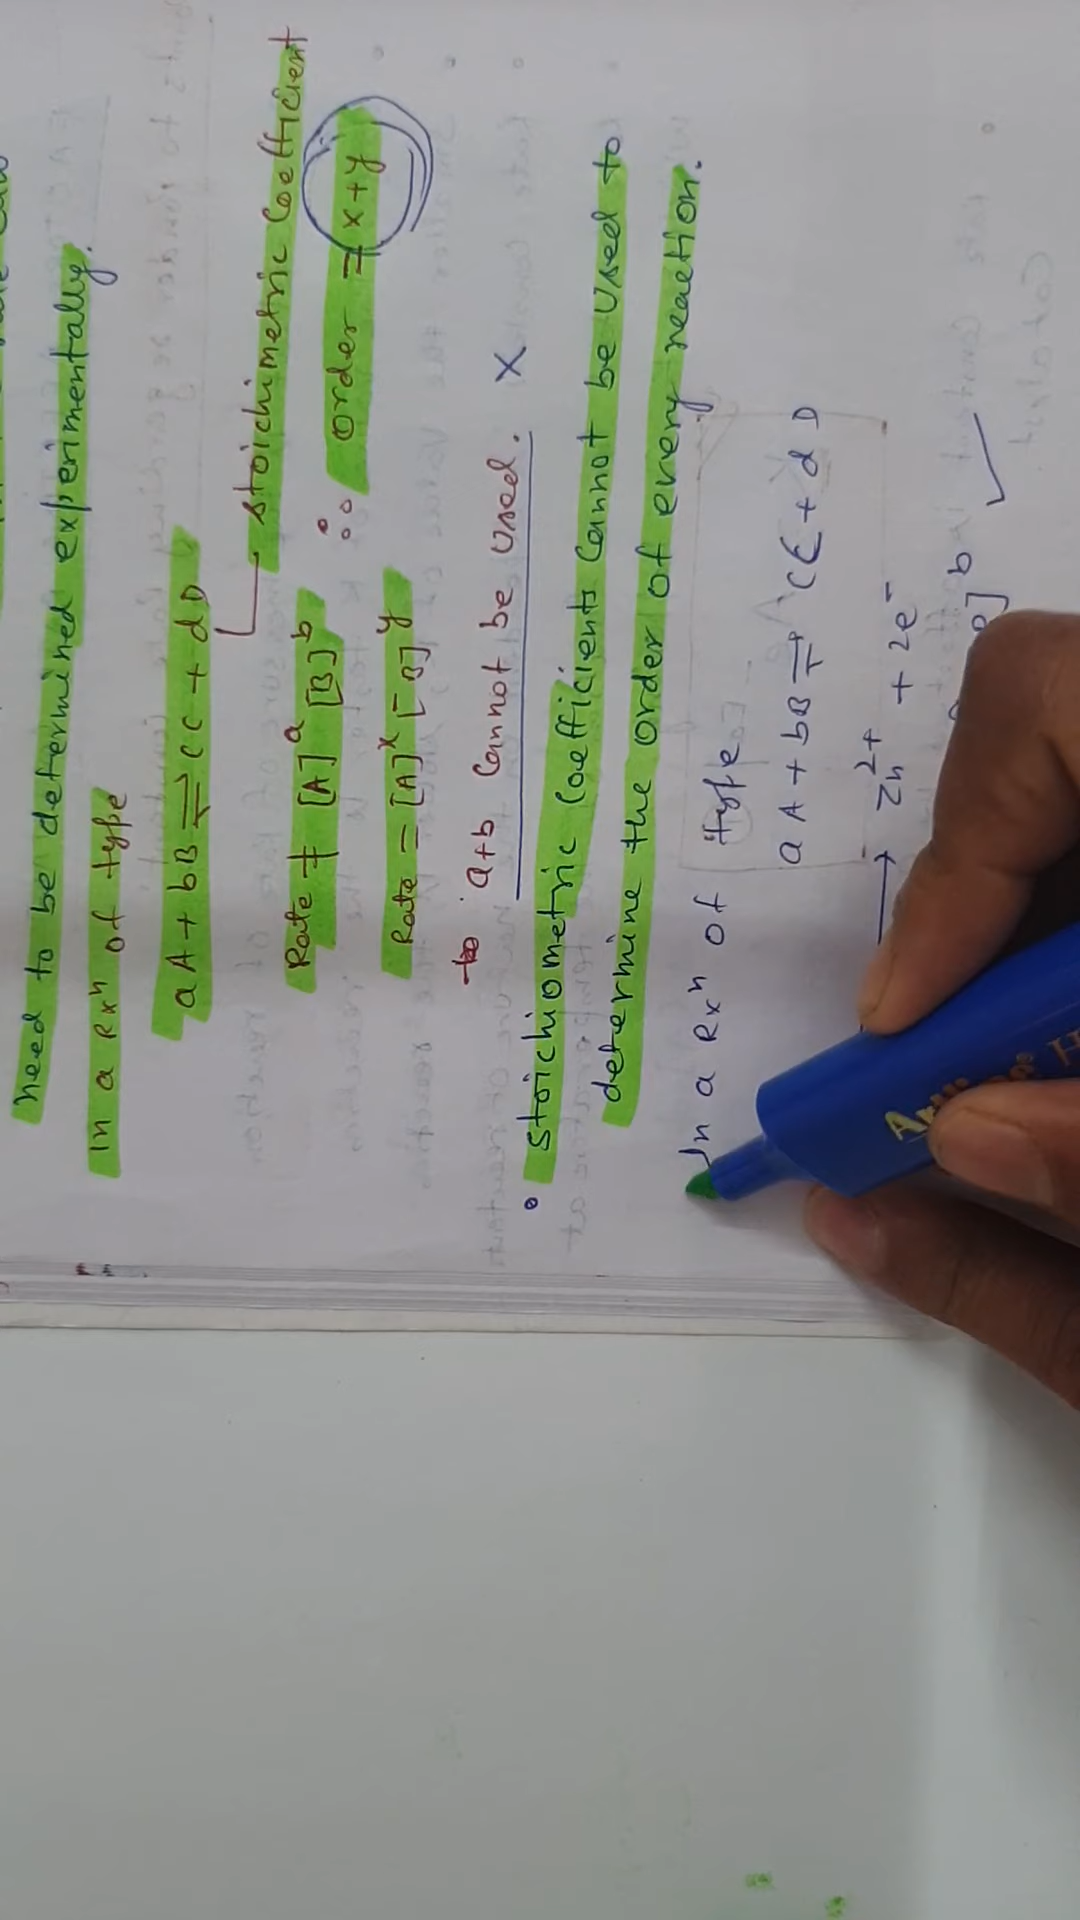 need to be determined experimentally.
In a Rxⁿ of type
aA + bB ⇌ cC + dD
stoichimetric Coefficient
Rate ≠ [A]ᵃ [B]ᵇ
∴ order = x+y
Rate = [A]ˣ [B]ʸ
a+b Cannot be Used. X
• stoichiometric Coefficients Cannot be Used to
determine the order of every reaction.
In a Rxⁿ of type
aA + bB ⇌ cC + dD
⟶ Zn²⁺ + 2e⁻
]ᵇ ✓